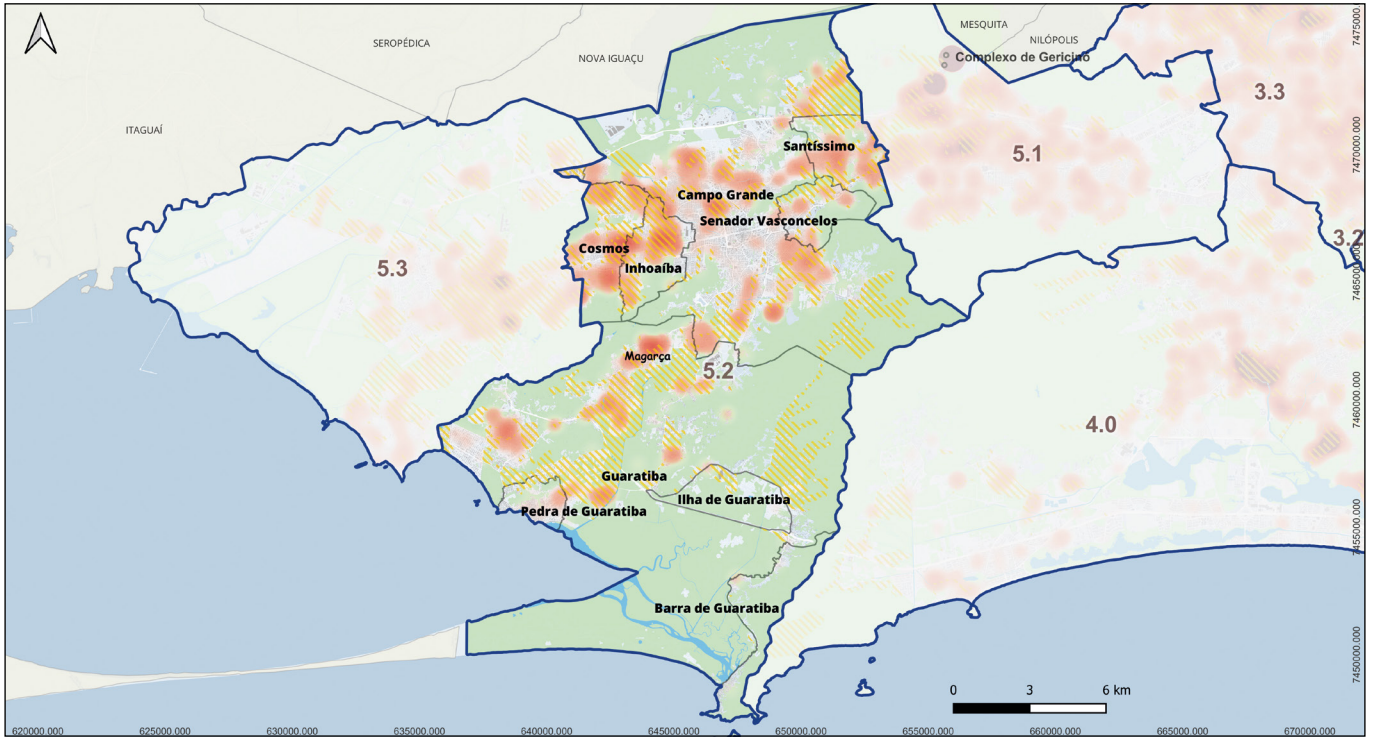 MESQUITA
NILÓPOLIS
SEROPÉDICA
NOVA IGUAÇU
Complexo de Gericinó
3.3
ITAGUAÍ
Santíssimo
5.1
Campo Grande
Senador Vasconcelos
3.2
Cosmos
Inhoaíba
5.3
Magarça
5.2
4.0
Guaratiba
Ilha de Guaratiba
Pedra de Guaratiba
Barra de Guaratiba
0 3 6 km
7475000.000
7470000.000
7465000.000
7460000.000
7455000.000
7450000.000
620000.000 625000.000 630000.000 635000.000 640000.000 645000.000 650000.000 655000.000 660000.000 665000.000 670000.000